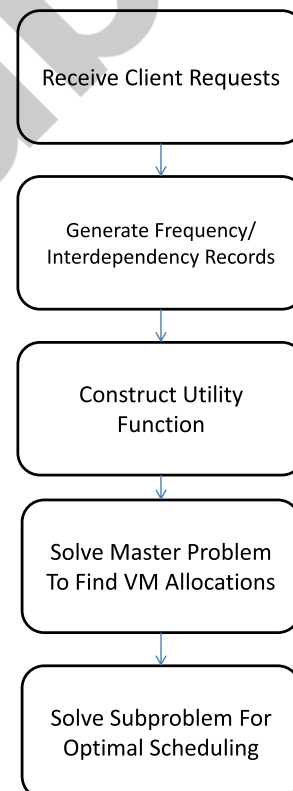 Receive Client Requests
Generate Frequency/
Interdependency Records
Construct Utility
Function
Solve Master Problem
To Find VM Allocations
Solve Subproblem For
Optimal Scheduling